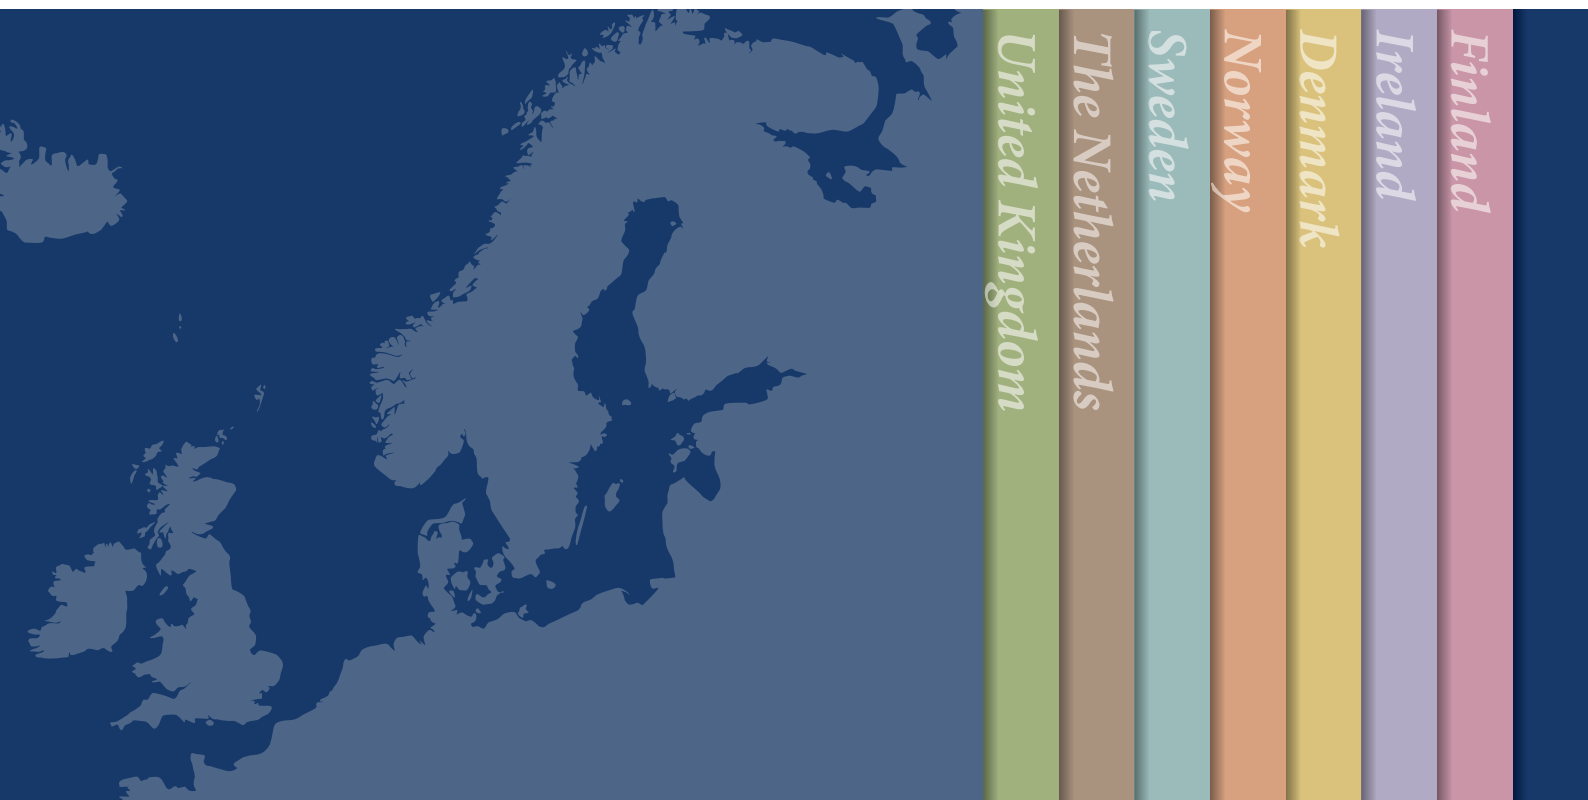 United Kingdom
The Netherlands
Sweden
Norway
Denmark
Ireland
Finland